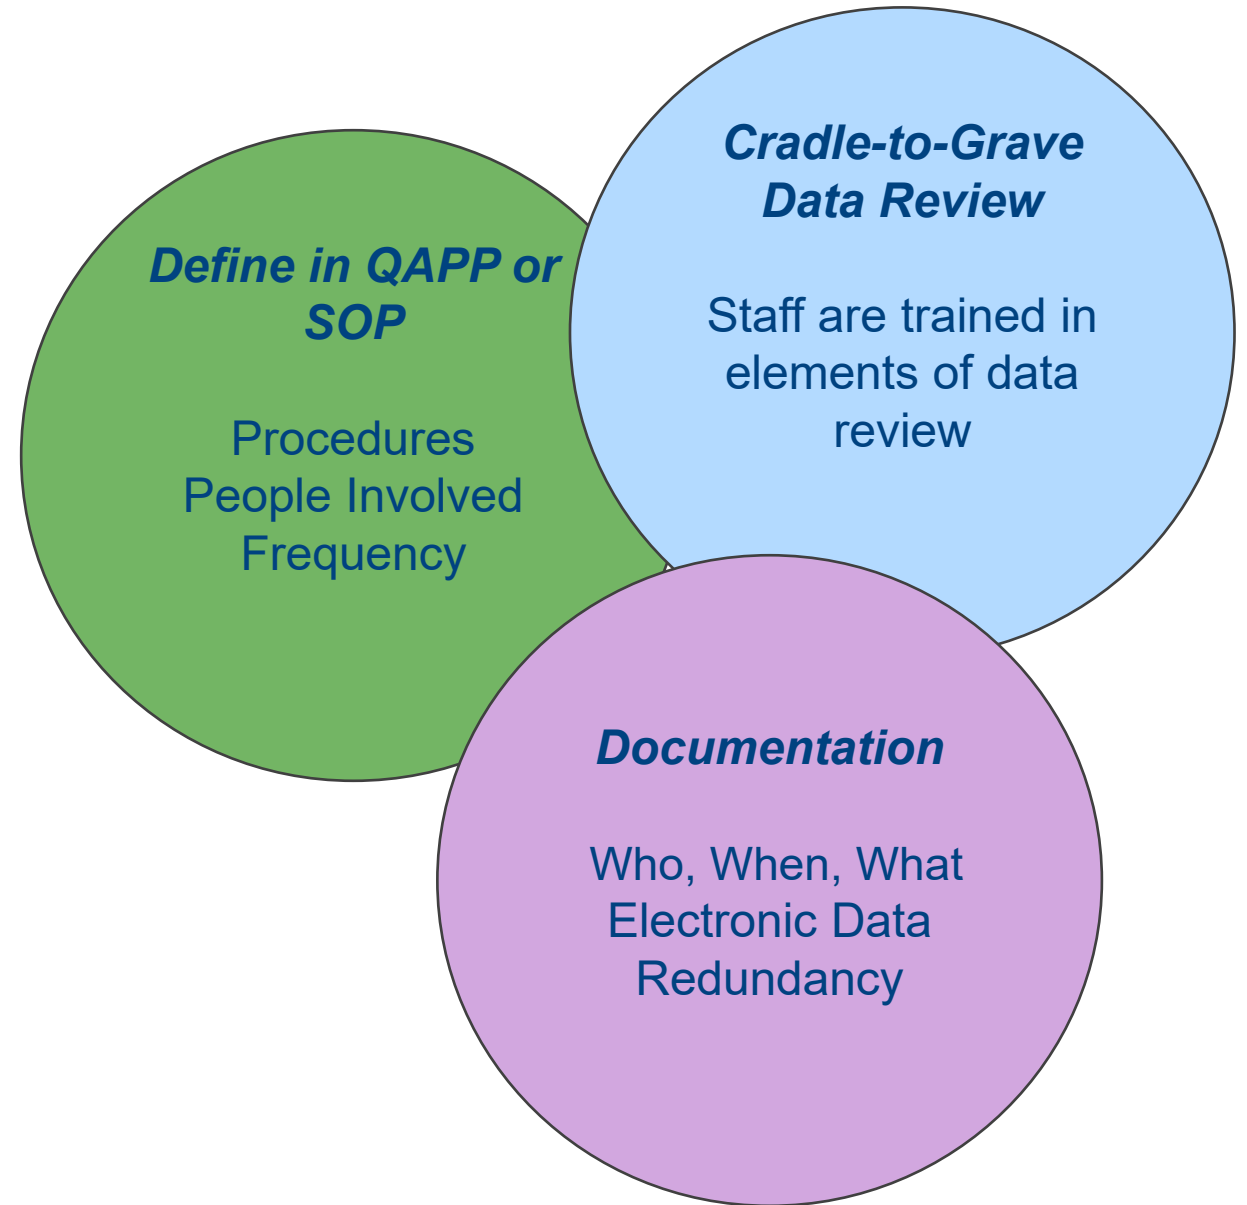 Define in QAPP or
SOP
Procedures
People Involved
Frequency
Cradle-to-Grave
Data Review
Staff are trained in
elements of data
review
Documentation
Who, When, What
Electronic Data
Redundancy